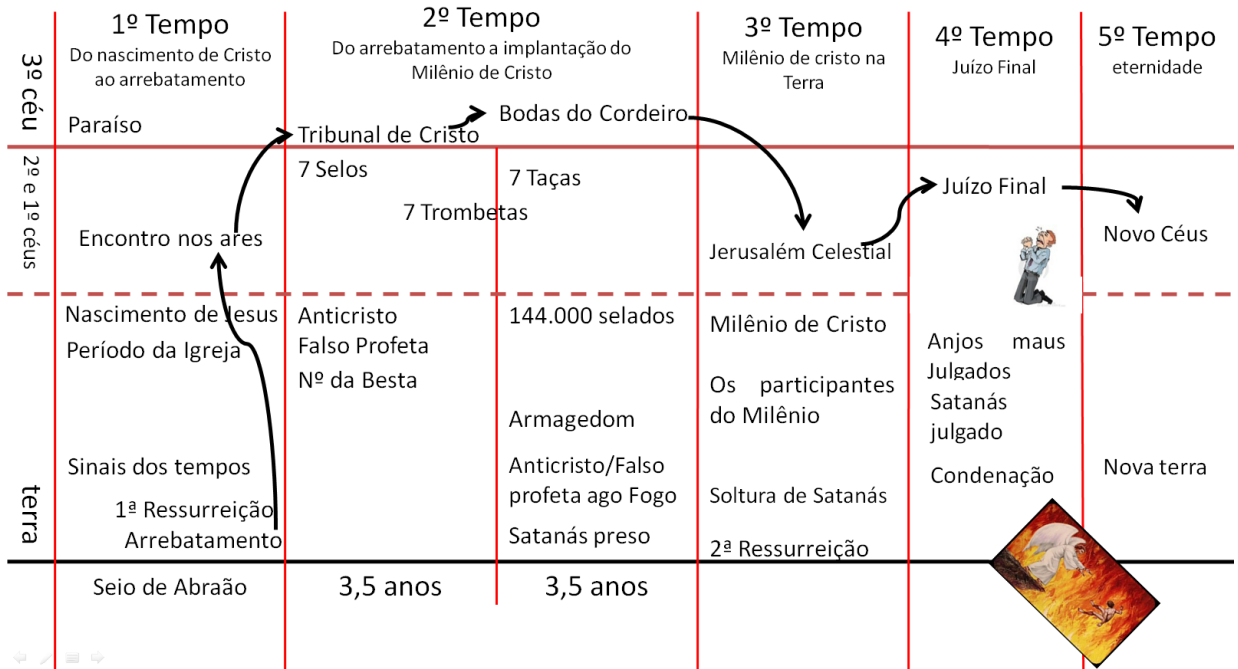 1º Tempo
Do nascimento de Cristo
ao arrebatamento
2º Tempo
Do arrebatamento a implantação do
Milênio de Cristo
3º Tempo
Milênio de cristo na
Terra
4º Tempo
Juízo Final
5º Tempo
eternidade
3º céu
Paraíso
Tribunal de Cristo
Bodas do Cordeiro
2º e 1º céus
Encontro nos ares
7 Selos
7 Trombetas
7 Taças
Jerusalém Celestial
Juízo Final
Novo Céus
terra
Nascimento de Jesus
Período da Igreja
Sinais dos tempos
1ª Ressurreição
Arrebatamento
Anticristo
Falso Profeta
Nº da Besta
144.000 selados
Armagedom
Anticristo/Falso
profeta ago Fogo
Satanás preso
Milênio de Cristo
Os participantes
do Milênio
Soltura de Satanás
2ª Ressurreição
Anjos maus
Julgados
Satanás
julgado
Condenação
Nova terra
Seio de Abraão
3,5 anos
3,5 anos